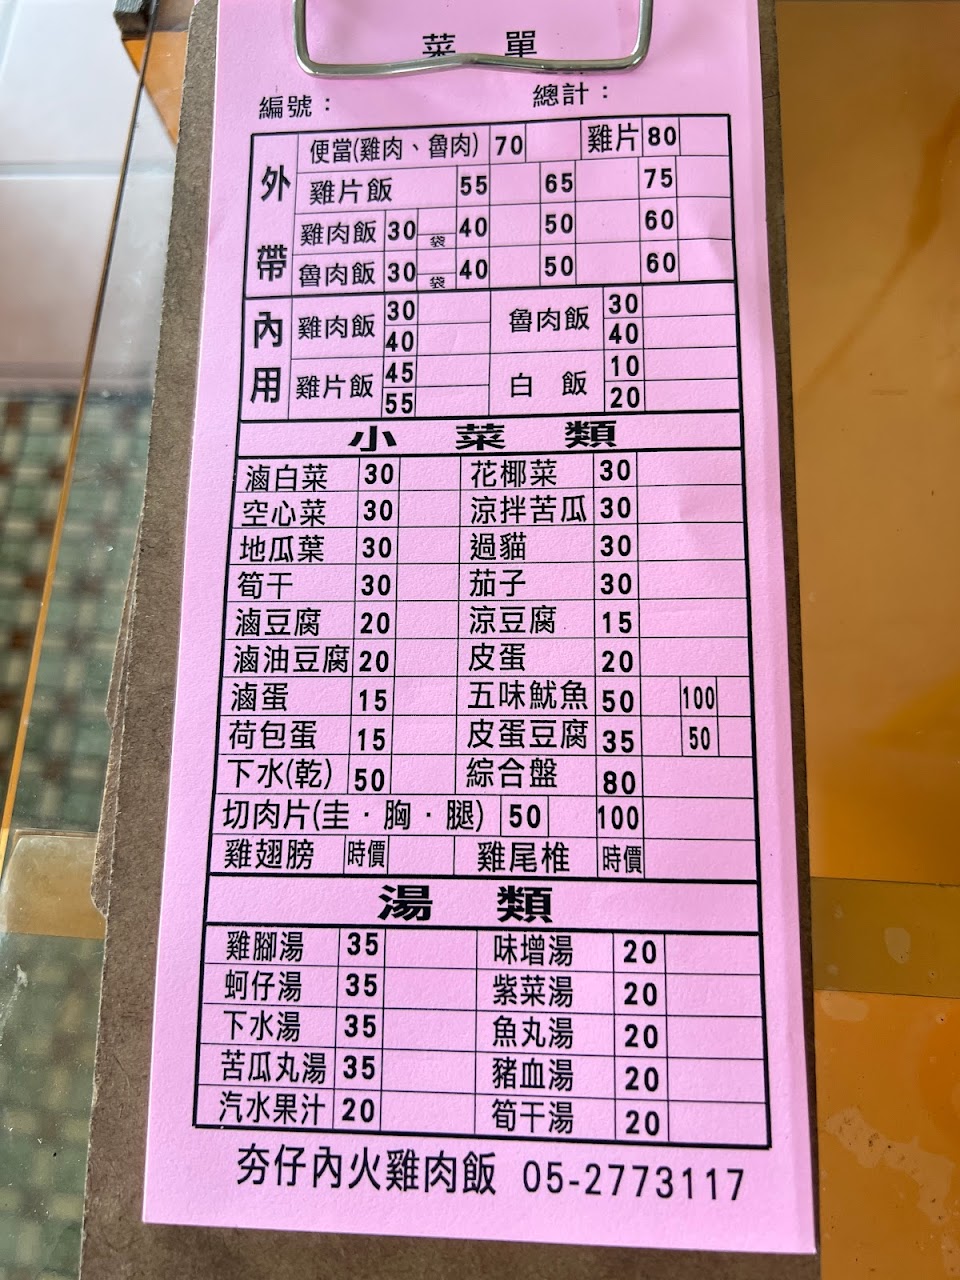 菜 單
編號： 總計：
外帶
便當(雞肉、魯肉) 70 雞片 80
雞片飯 55 65 75
雞肉飯 30 袋 40 50 60
魯肉飯 30 袋 40 50 60
內用
雞肉飯 30 40 魯肉飯 30 40
雞片飯 45 55 白飯 10 20
小 菜 類
滷白菜 30 花椰菜 30
空心菜 30 涼拌苦瓜 30
地瓜葉 30 過貓 30
筍干 30 茄子 30
滷豆腐 20 涼豆腐 15
滷油豆腐 20 皮蛋 20
滷蛋 15 五味魷魚 50 100
荷包蛋 15 皮蛋豆腐 35 50
下水(乾) 50 綜合盤 80
切肉片(圭．胸．腿) 50 100
雞翅膀 時價 雞尾椎 時價
湯 類
雞腳湯 35 味增湯 20
蚵仔湯 35 紫菜湯 20
下水湯 35 魚丸湯 20
苦瓜丸湯 35 豬血湯 20
汽水果汁 20 筍干湯 20
夯仔內火雞肉飯 05-2773117